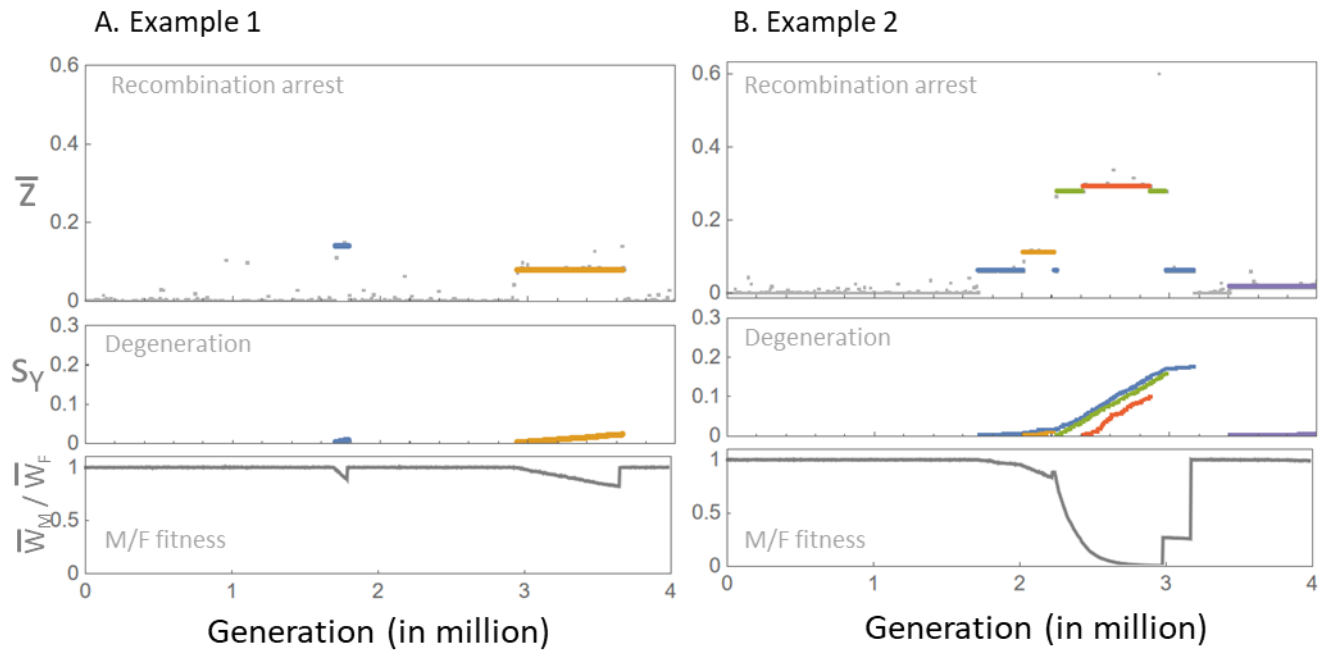 A. Example 1
0.6
Recombination arrest
0.4
Z̅
0.2
0
0.3
Degeneration
0.2
S_Y
0.1
0
1
W̅_M / W̅_F
0.5
M/F fitness
1
0 1 2 3 4
Generation (in million)
B. Example 2
0.6
Recombination arrest
0.4
0.2
0
0.3
Degeneration
0.2
0.1
0
1
0.5
M/F fitness
0
0 1 2 3 4
Generation (in million)